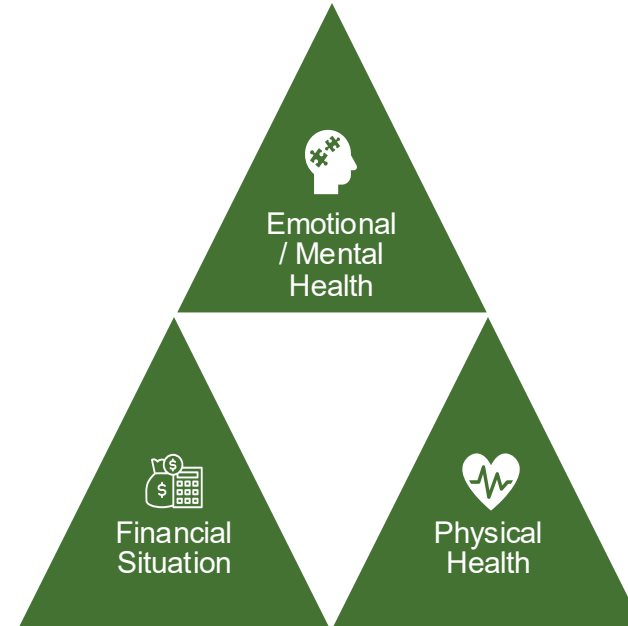 Emotional
/ Mental
Health
$
$
Financial
Situation
Physical
Health